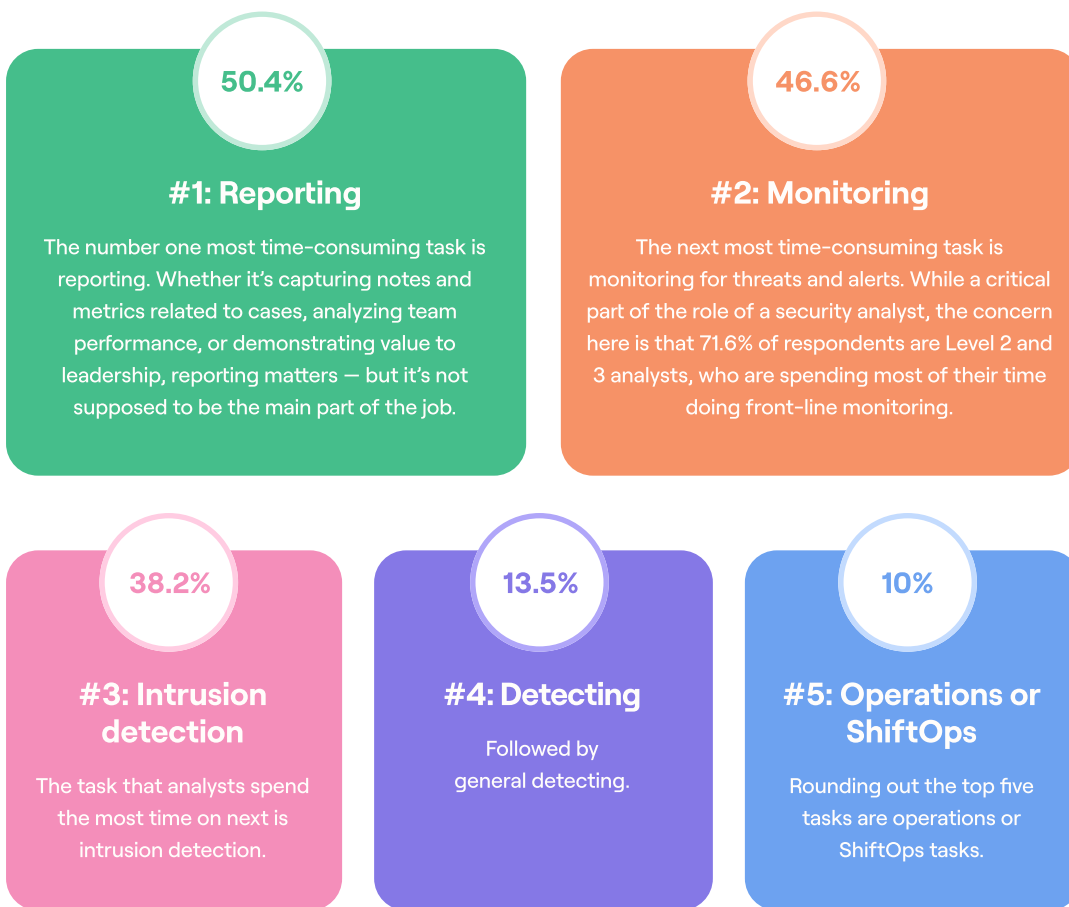 50.4%
#1: Reporting
The number one most time-consuming task is
reporting. Whether it’s capturing notes and
metrics related to cases, analyzing team
performance, or demonstrating value to
leadership, reporting matters — but it’s not
supposed to be the main part of the job.
46.6%
#2: Monitoring
The next most time-consuming task is
monitoring for threats and alerts. While a critical
part of the role of a security analyst, the concern
here is that 71.6% of respondents are Level 2 and
3 analysts, who are spending most of their time
doing front-line monitoring.
38.2%
#3: Intrusion
detection
The task that analysts spend
the most time on next is
intrusion detection.
13.5%
#4: Detecting
Followed by
general detecting.
10%
#5: Operations or
ShiftOps
Rounding out the top five
tasks are operations or
ShiftOps tasks.